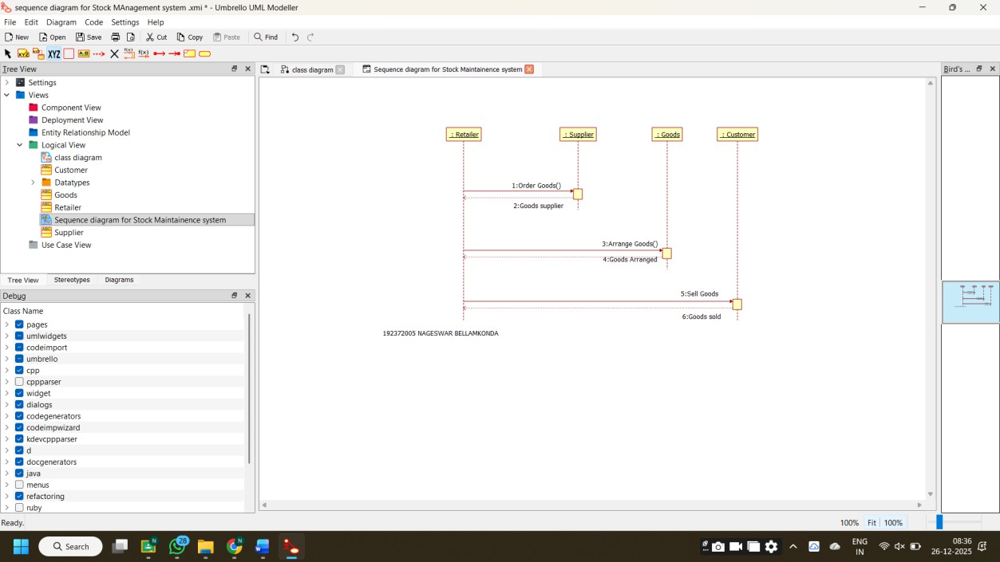 sequence diagram for Stock MAnagement system .xmi * - Umbrello UML Modeller
File Edit Diagram Code Settings Help
New Open Save Cut Copy Paste Find
XYZ XYZ A:B f(x) f(x)
Tree View
class diagram
Sequence diagram for Stock Maintainence system
Bird's ...
Settings
Views
Component View
Deployment View
Entity Relationship Model
Logical View
class diagram
Customer
Datatypes
Goods
Retailer
Sequence diagram for Stock Maintainence system
Supplier
Use Case View
Tree View Stereotypes Diagrams
Debug
Class Name
pages
umlwidgets
codeimport
umbrello
cpp
cppparser
widget
dialogs
codegenerators
codeimpwizard
kdevcppparser
d
docgenerators
java
menus
refactoring
ruby
: Retailer : Supplier : Goods : Customer
1:Order Goods()
2:Goods supplier
3:Arrange Goods()
4:Goods Arranged
5:Sell Goods
6:Goods sold
192372005 NAGESWAR BELLAMKONDA
Ready.
100% Fit 100%
Search
28
ENG
IN
08:36
26-12-2025